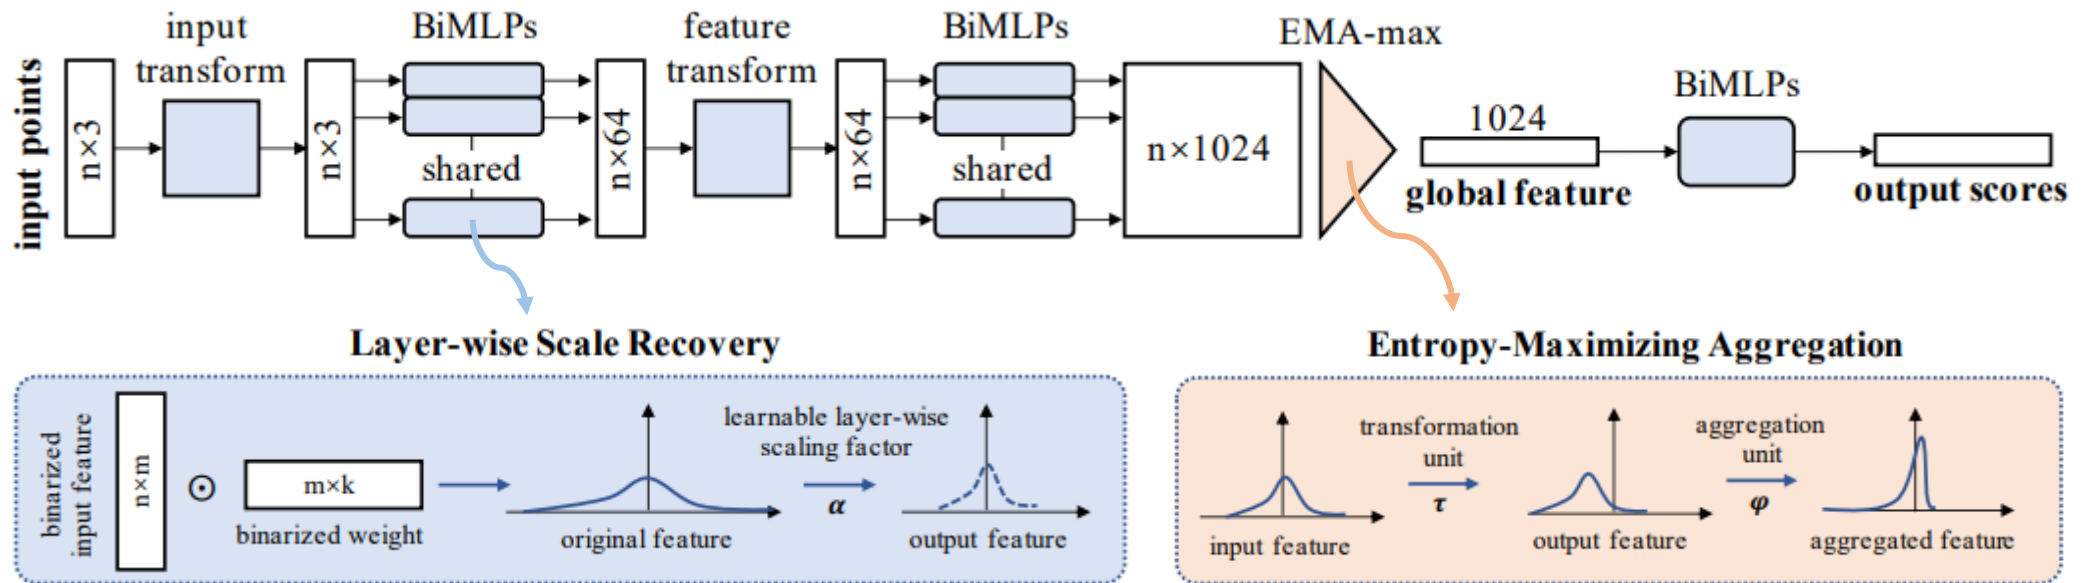 input points
n×3
input
transform
n×3
BiMLPs
shared
n×64
feature
transform
n×64
BiMLPs
shared
n×1024
EMA-max
1024
global feature
BiMLPs
output scores
Layer-wise Scale Recovery
binarized
input feature
n×m
⊙
m×k
binarized weight
original feature
learnable layer-wise
scaling factor
α
output feature
Entropy-Maximizing Aggregation
input feature
transformation
unit
τ
output feature
aggregation
unit
φ
aggregated feature